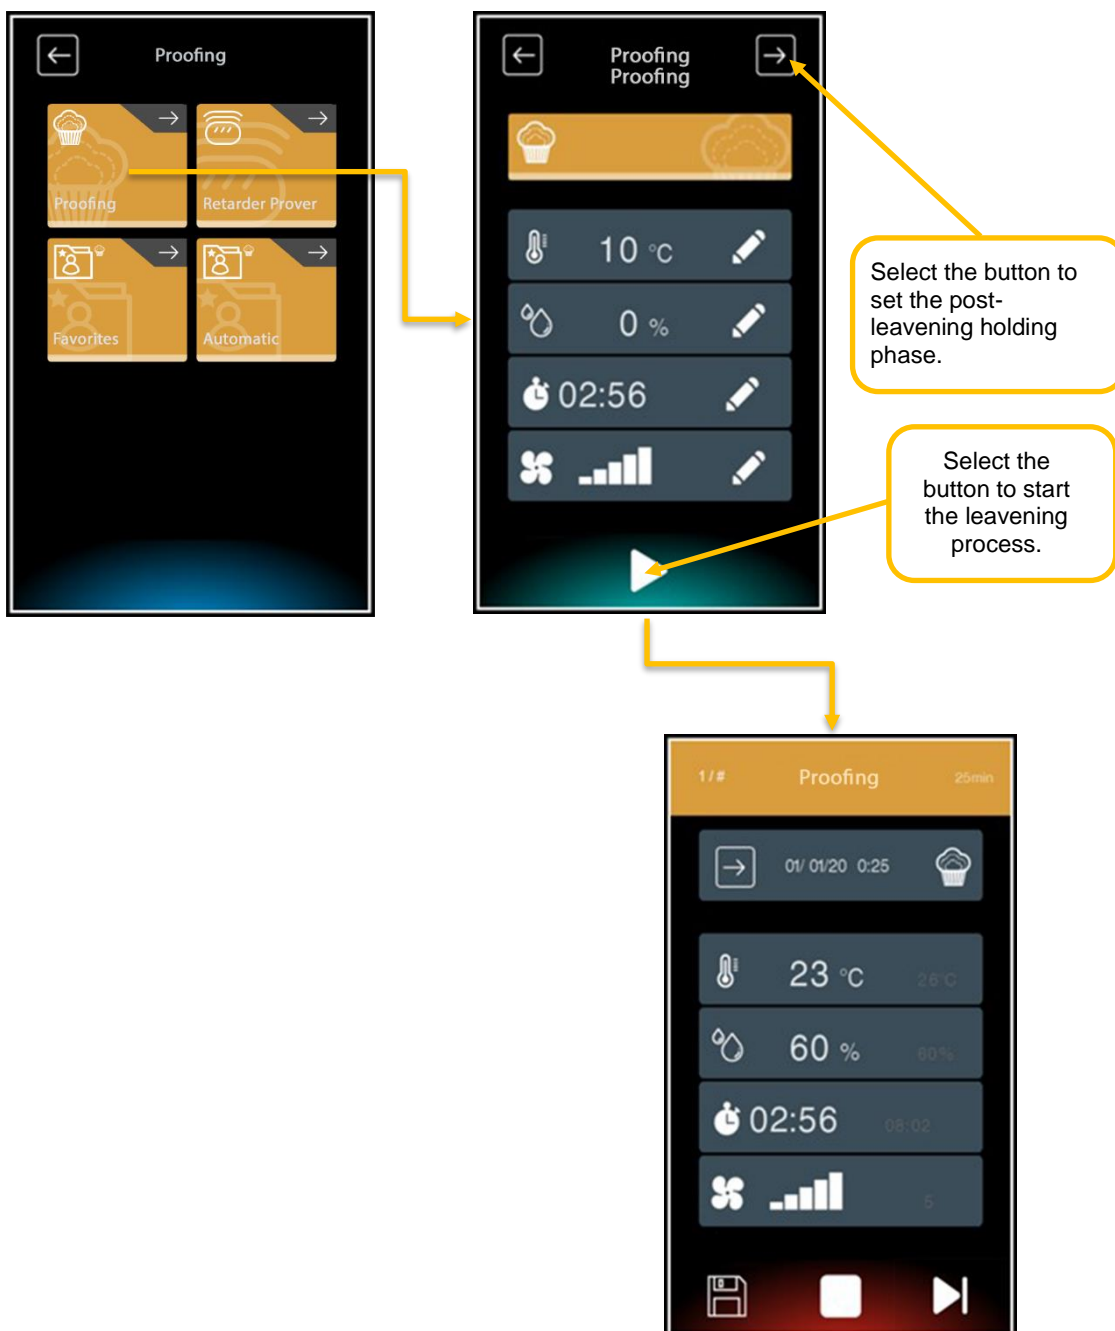 Proofing
Proofing
Retarder Prover
Favorites
Automatic
Proofing
Proofing
10 °C
0 %
02:56
Select the button to
set the post-
leavening holding
phase.
Select the
button to start
the leavening
process.
1 / #
Proofing
25min
01/ 01/20 0:25
23 °C
26°C
60 %
60%
02:56
08:02
5